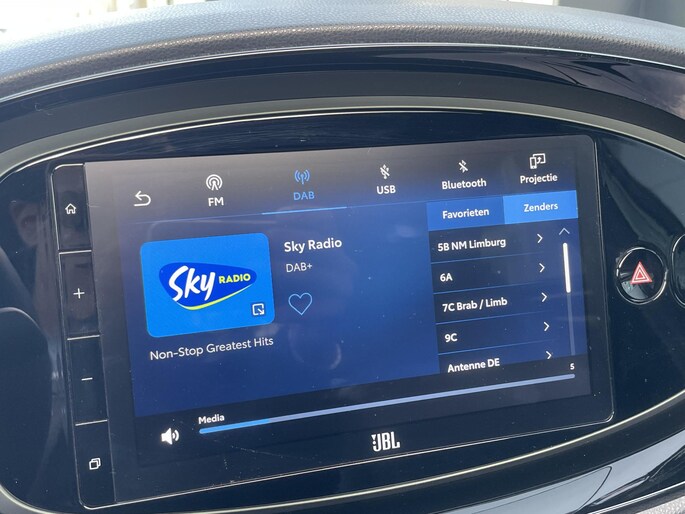 FM
DAB
USB
Bluetooth
Projectie
Favorieten
Zenders
Sky Radio
DAB+
Sky RADIO
Non-Stop Greatest Hits
5B NM Limburg
6A
7C Brab / Limb
9C
Antenne DE
Media
5
JBL